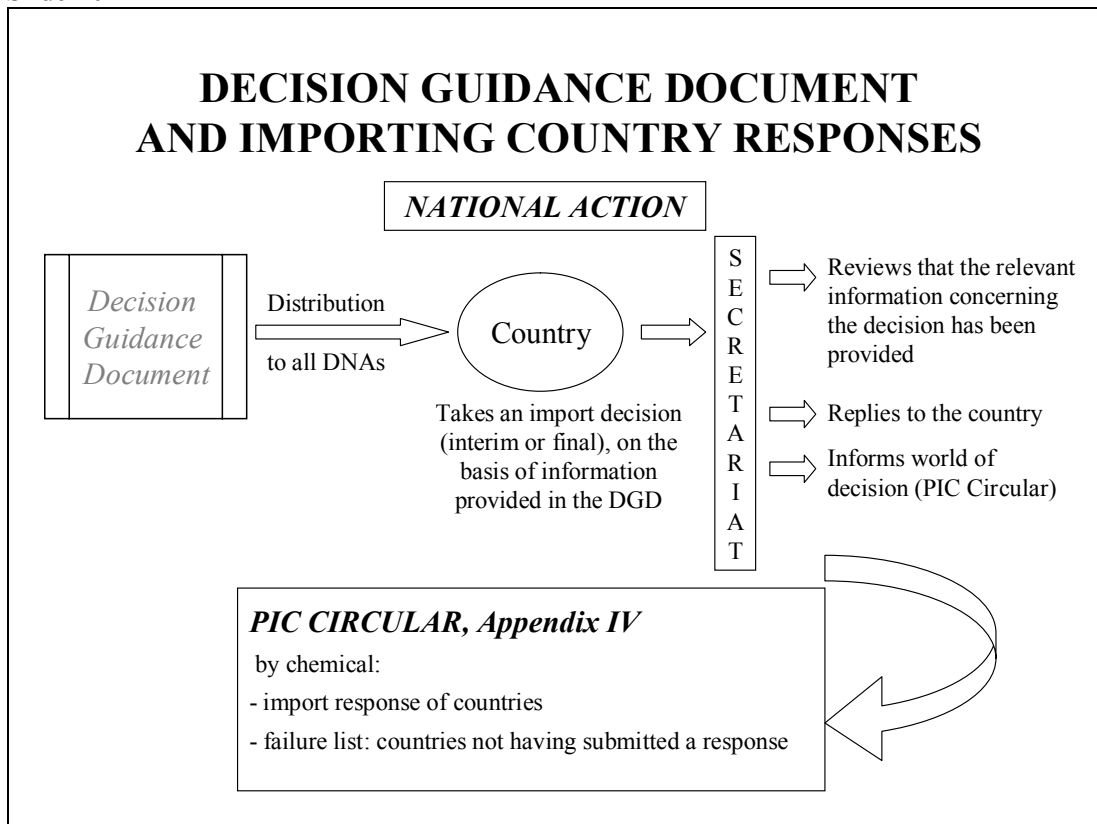 DECISION GUIDANCE DOCUMENT
AND IMPORTING COUNTRY RESPONSES
NATIONAL ACTION
Decision
Guidance
Document
Distribution
to all DNAs
Country
Takes an import decision
(interim or final), on the
basis of information
provided in the DGD
S
E
C
R
E
T
A
R
I
A
T
Reviews that the relevant
information concerning
the decision has been
provided
Replies to the country
Informs world of
decision (PIC Circular)
PIC CIRCULAR, Appendix IV
by chemical:
- import response of countries
- failure list: countries not having submitted a response